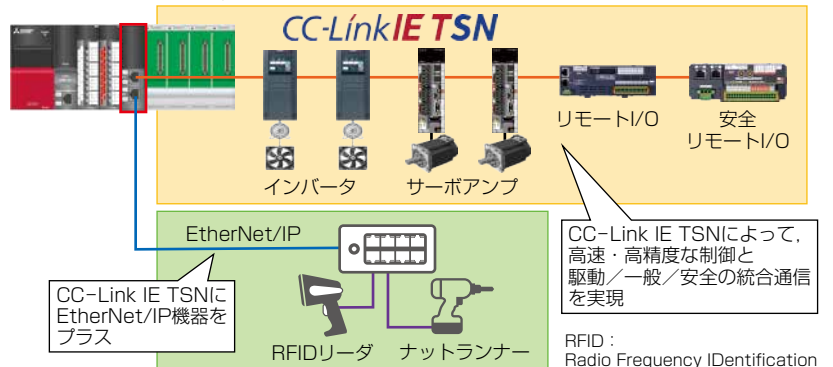 CC-Link IE TSN
リモートI/O
安全
リモートI/O
インバータ
サーボアンプ
EtherNet/IP
CC-Link IE TSNによって,
高速・高精度な制御と
駆動／一般／安全の統合通信
を実現
CC-Link IE TSNに
EtherNet/IP機器を
プラス
RFIDリーダ
ナットランナー
RFID：
Radio Frequency IDentification